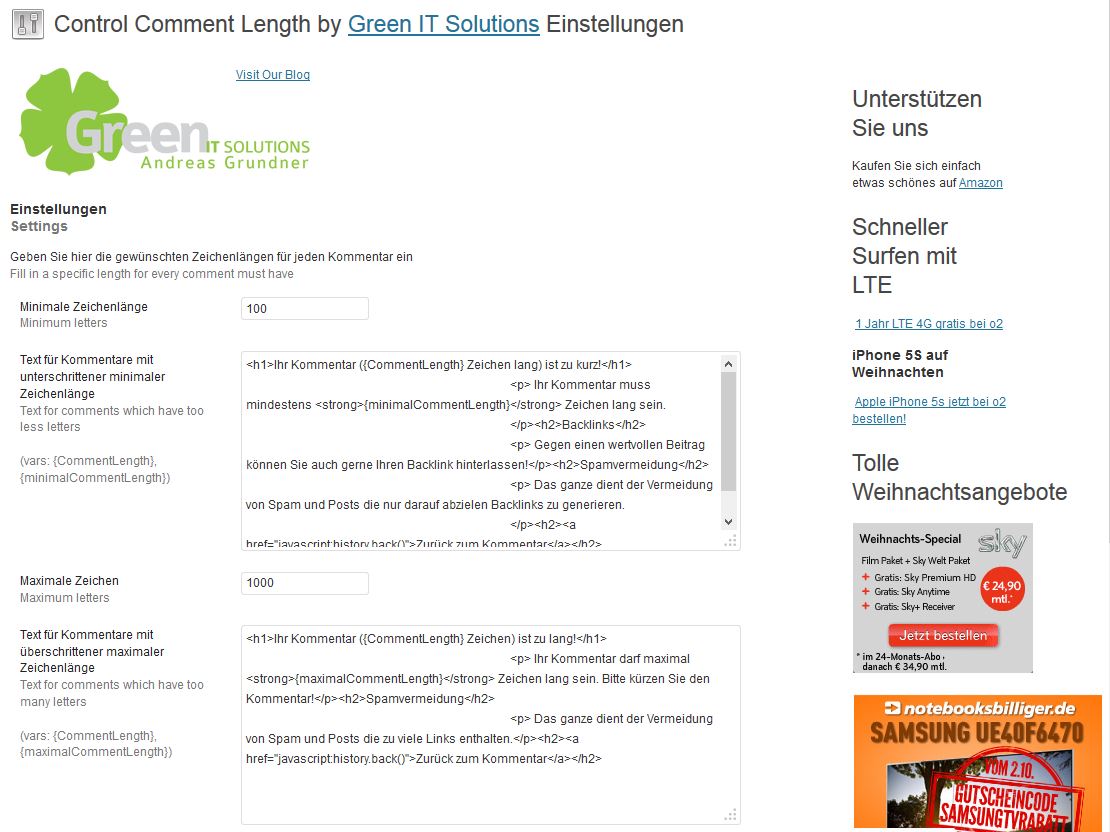 Control Comment Length by Green IT Solutions Einstellungen
Visit Our Blog
Green IT SOLUTIONS
Andreas Grundner
Einstellungen
Settings
Geben Sie hier die gewünschten Zeichenlängen für jeden Kommentar ein
Fill in a specific length for every comment must have
Minimale Zeichenlänge
Minimum letters
100
Text für Kommentare mit
unterschrittener minimaler
Zeichenlänge
Text for comments which have too
less letters
(vars: {CommentLength},
{minimalCommentLength})
<h1>Ihr Kommentar ({CommentLength} Zeichen lang) ist zu kurz!</h1>
<p> Ihr Kommentar muss
mindestens <strong>{minimalCommentLength}</strong> Zeichen lang sein.
</p><h2>Backlinks</h2>
<p> Gegen einen wertvollen Beitrag
können Sie auch gerne Ihren Backlink hinterlassen!</p><h2>Spamvermeidung</h2>
<p> Das ganze dient der Vermeidung
von Spam und Posts die nur darauf abzielen Backlinks zu generieren.
</p><h2><a
href="javascript:history.back()">Zurück zum Kommentar</a></h2>
Maximale Zeichen
Maximum letters
1000
Text für Kommentare mit
überschrittener maximaler
Zeichenlänge
Text for comments which have too
many letters
(vars: {CommentLength},
{maximalCommentLength})
<h1>Ihr Kommentar ({CommentLength} Zeichen) ist zu lang!</h1>
<p> Ihr Kommentar darf maximal
<strong>{maximalCommentLength}</strong> Zeichen lang sein. Bitte kürzen Sie den
Kommentar!</p><h2>Spamvermeidung</h2>
<p> Das ganze dient der Vermeidung
von Spam und Posts die zu viele Links enthalten.</p><h2><a
href="javascript:history.back()">Zurück zum Kommentar</a></h2>
Unterstützen
Sie uns
Kaufen Sie sich einfach
etwas schönes auf Amazon
Schneller
Surfen mit
LTE
1 Jahr LTE 4G gratis bei o2
iPhone 5S auf
Weihnachten
Apple iPhone 5s jetzt bei o2
bestellen!
Tolle
Weihnachtsangebote
Weihnachts-Special
sky
Film Paket + Sky Welt Paket
+ Gratis: Sky Premium HD
+ Gratis: Sky Anytime
+ Gratis: Sky+ Receiver
€ 24,90
mtl.*
Jetzt bestellen
* im 24-Monats-Abo ·
danach € 34,90 mtl.
notebooksbilliger.de
SAMSUNG UE40F6470
VOM 2.10.
GUTSCHEINCODE
SAMSUNGTVRABATT